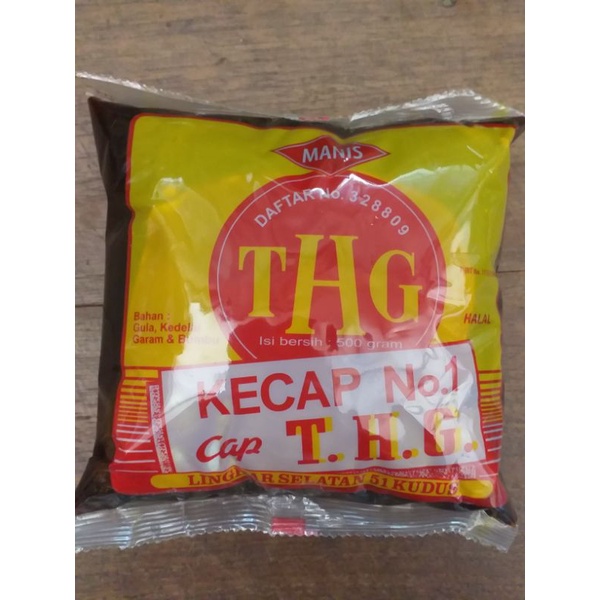 MANIS
DAFTAR No. 328809
THG
Isi bersih : 500 gram
Bahan :
Gula, Kedelai
Garam &
HALAL
KECAP No.1
Cap T.H.G.
LINGKAR SELATAN 51 KUDUS